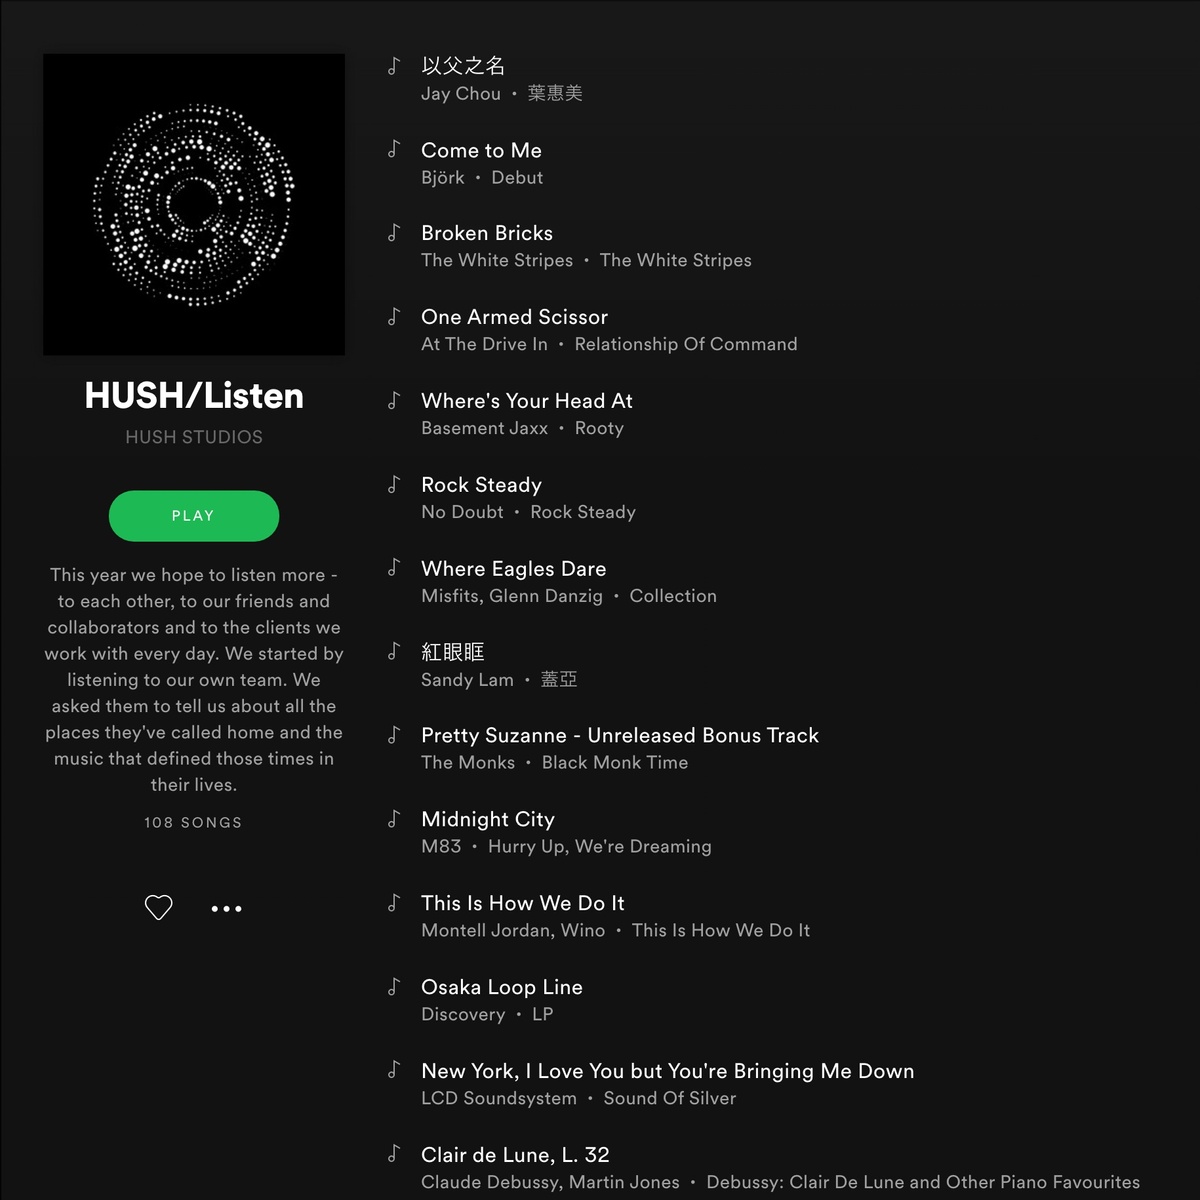 HUSH/Listen
HUSH STUDIOS
PLAY
This year we hope to listen more -
to each other, to our friends and
collaborators and to the clients we
work with every day. We started by
listening to our own team. We
asked them to tell us about all the
places they've called home and the
music that defined those times in
their lives.
108 SONGS
以父之名
Jay Chou • 葉惠美
Come to Me
Björk • Debut
Broken Bricks
The White Stripes • The White Stripes
One Armed Scissor
At The Drive In • Relationship Of Command
Where's Your Head At
Basement Jaxx • Rooty
Rock Steady
No Doubt • Rock Steady
Where Eagles Dare
Misfits, Glenn Danzig • Collection
紅眼眶
Sandy Lam • 蓋亞
Pretty Suzanne - Unreleased Bonus Track
The Monks • Black Monk Time
Midnight City
M83 • Hurry Up, We're Dreaming
This Is How We Do It
Montell Jordan, Wino • This Is How We Do It
Osaka Loop Line
Discovery • LP
New York, I Love You but You're Bringing Me Down
LCD Soundsystem • Sound Of Silver
Clair de Lune, L. 32
Claude Debussy, Martin Jones • Debussy: Clair De Lune and Other Piano Favourites